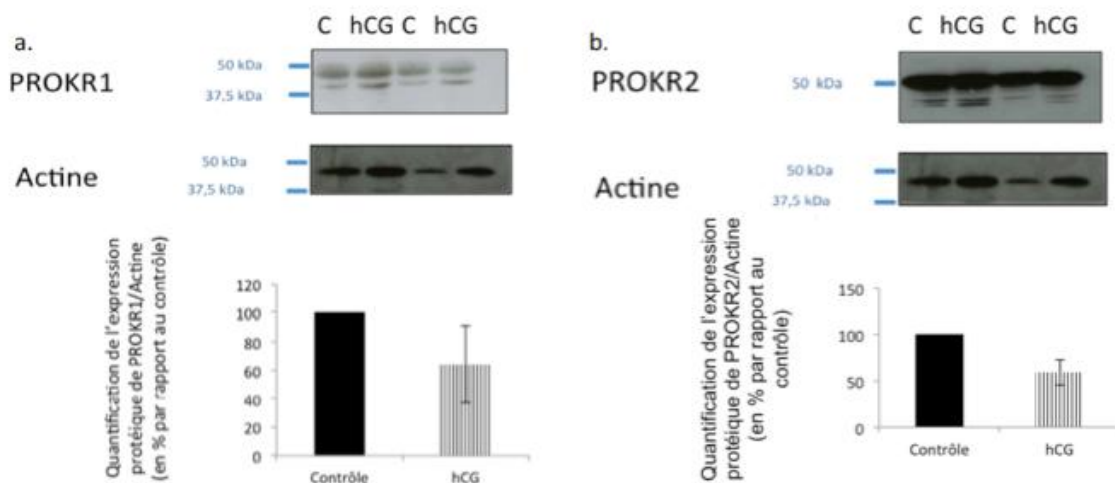 a.
C hCG C hCG
PROKR1
50 kDa
37,5 kDa
Actine
50 kDa
37,5 kDa
Quantification de l'expression
protéique de PROKR1/Actine
(en % par rapport au contrôle)
120
100
80
60
40
20
0
Contrôle
hCG
b.
C hCG C hCG
PROKR2
50 kDa
Actine
50 kDa
37,5 kDa
Quantification de l'expression
protéique de PROKR2/Actine
(en % par rapport au
contrôle)
150
100
50
0
Contrôle
hCG